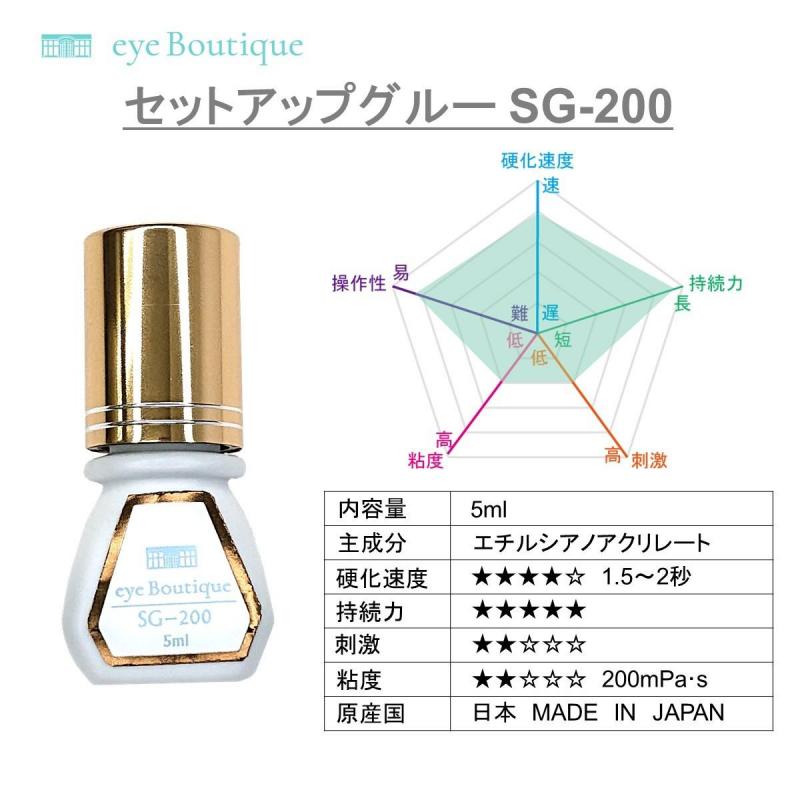 eye Boutique
セットアップグルー SG-200
硬化速度
速
操作性 易
持続力
長
難 遅
低 短
低
高
粘度
高 刺激
eye Boutique
SG-200
5ml
内容量 5ml
主成分 エチルシアノアクリレート
硬化速度 ★★★★☆ 1.5〜2秒
持続力 ★★★★★
刺激 ★★☆☆☆
粘度 ★★☆☆☆ 200mPa·s
原産国 日本 MADE IN JAPAN